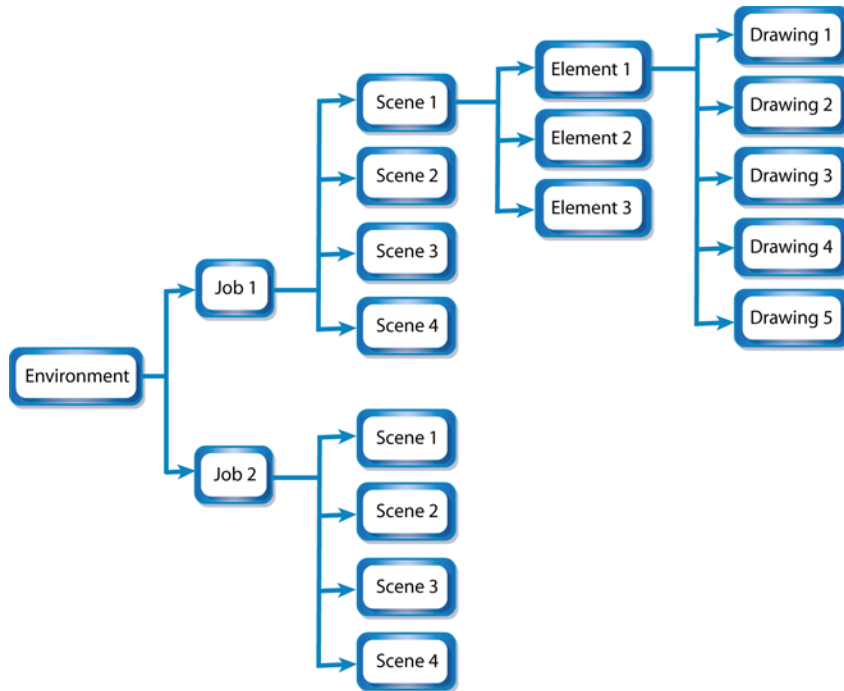 Environment
Job 1
Scene 1
Element 1
Drawing 1
Drawing 2
Drawing 3
Drawing 4
Drawing 5
Element 2
Element 3
Scene 2
Scene 3
Scene 4
Job 2
Scene 1
Scene 2
Scene 3
Scene 4